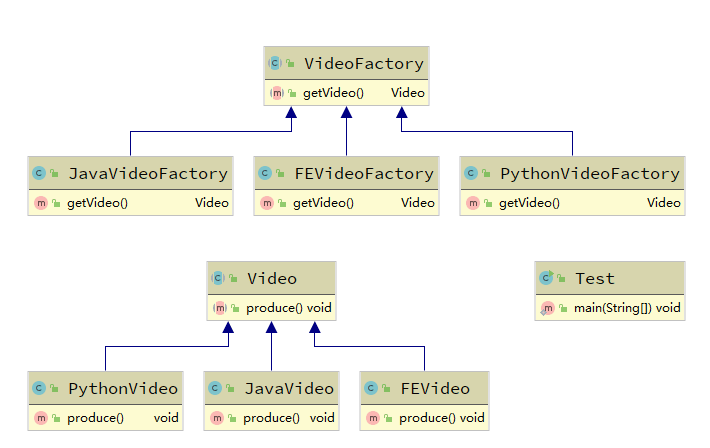 VideoFactory
getVideo() Video
JavaVideoFactory
getVideo() Video
FEVideoFactory
getVideo() Video
PythonVideoFactory
getVideo() Video
Video
produce() void
Test
main(String[]) void
PythonVideo
produce() void
JavaVideo
produce() void
FEVideo
produce() void